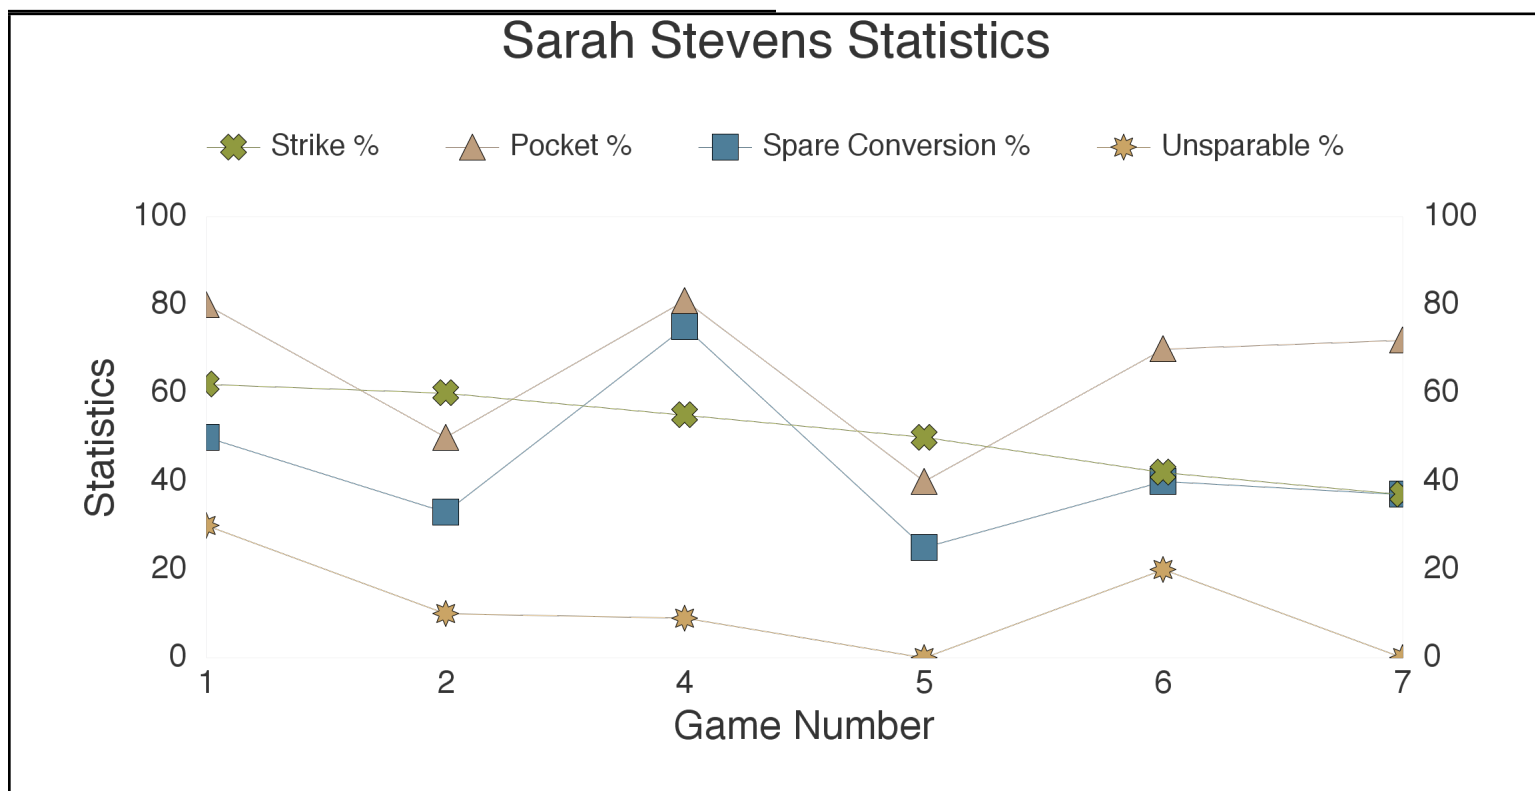 Sarah Stevens Statistics
Strike % Pocket % Spare Conversion % Unsparable %
100 100
80 80
60 60
40 40
20 20
0 0
Statistics
1 2 4 5 6 7
Game Number